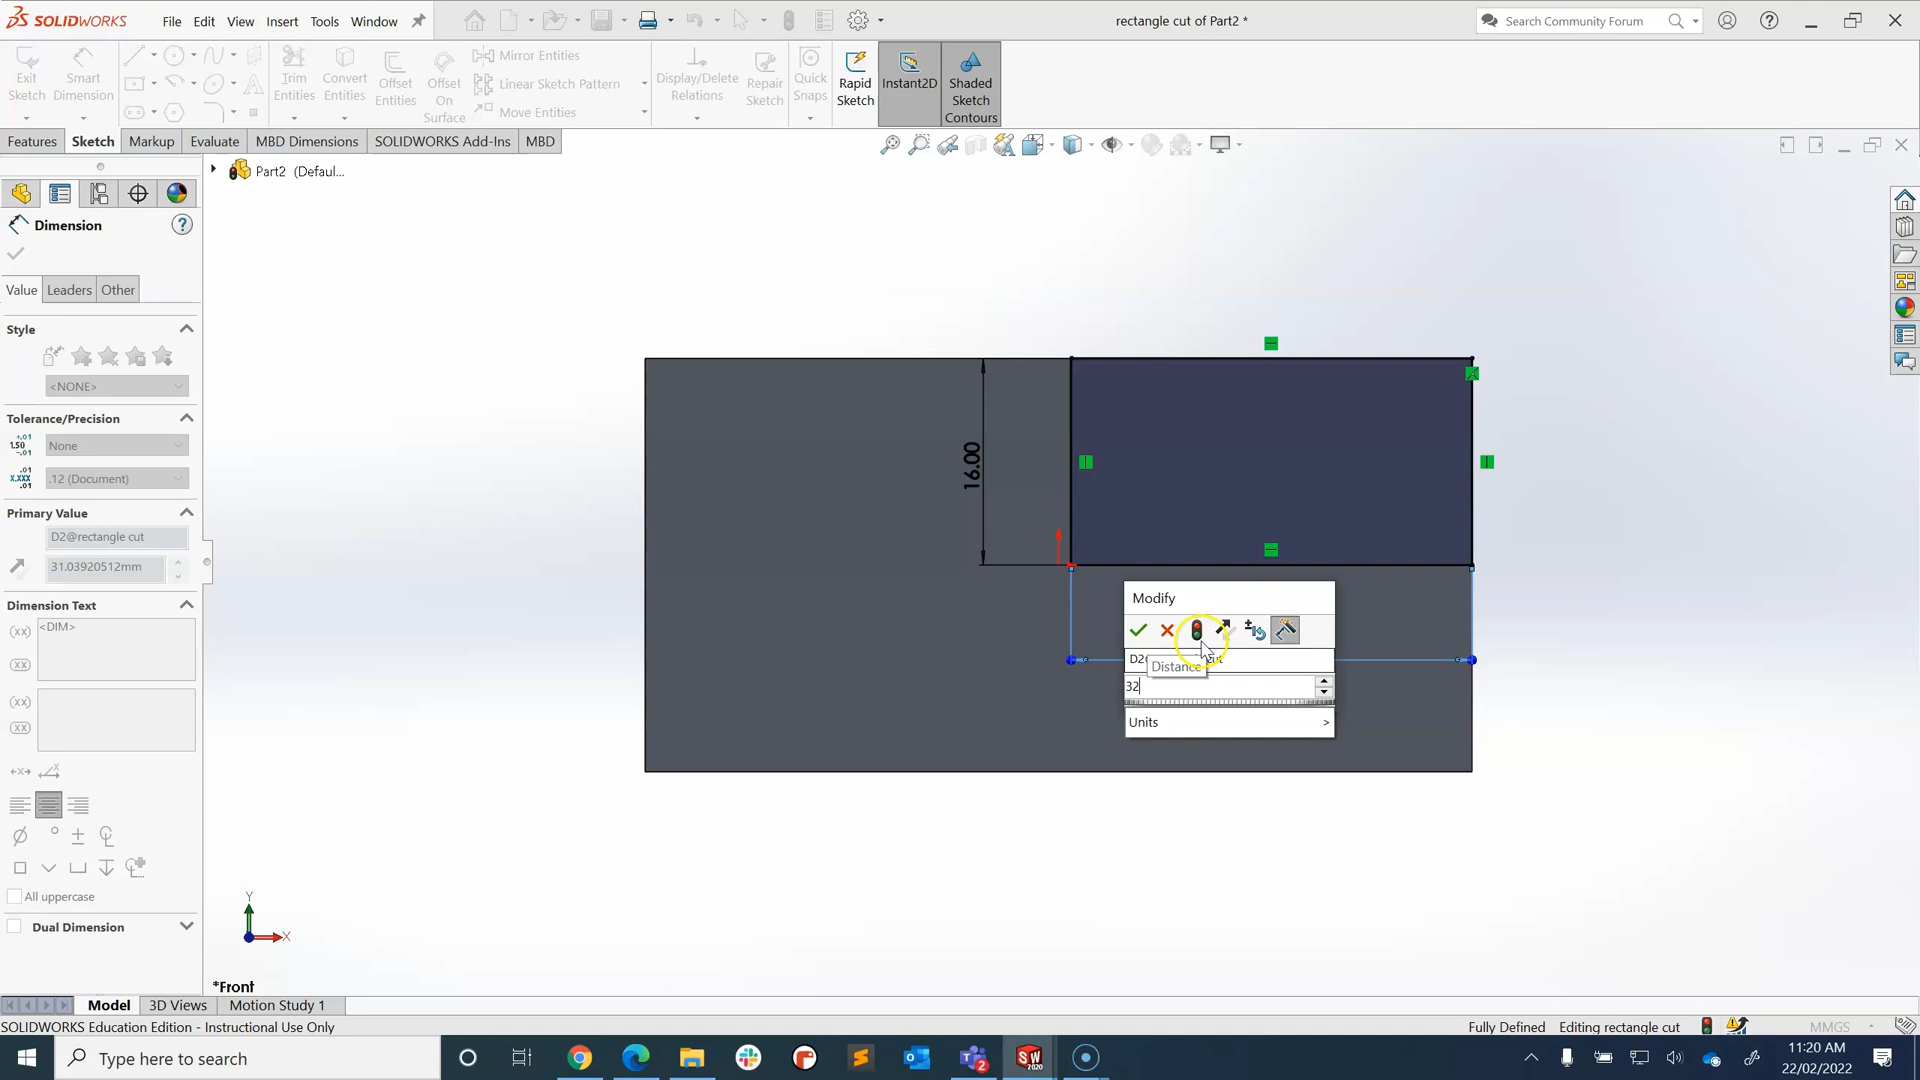 SOLIDWORKS File Edit View Insert Tools Window
rectangle cut of Part2 *
Search Community Forum
Exit Sketch
Smart Dimension
Trim Entities
Convert Entities
Offset Entities
Offset On Surface
Mirror Entities
Linear Sketch Pattern
Move Entities
Display/Delete Relations
Repair Sketch
Quick Snaps
Rapid Sketch
Instant2D
Shaded Sketch Contours
Features Sketch Markup Evaluate MBD Dimensions SOLIDWORKS Add-Ins MBD
Part2 (Defaul...
Dimension
Value Leaders Other
Style
<NONE>
Tolerance/Precision
None
.12 (Document)
Primary Value
D2@rectangle cut
31.03920512mm
Dimension Text
<DIM>
All uppercase
Dual Dimension
16.00
Modify
Distance
32
Units >
Y
X
*Front
Model 3D Views Motion Study 1
SOLIDWORKS Education Edition - Instructional Use Only
Fully Defined Editing rectangle cut MMGS
Type here to search
11:20 AM
22/02/2022